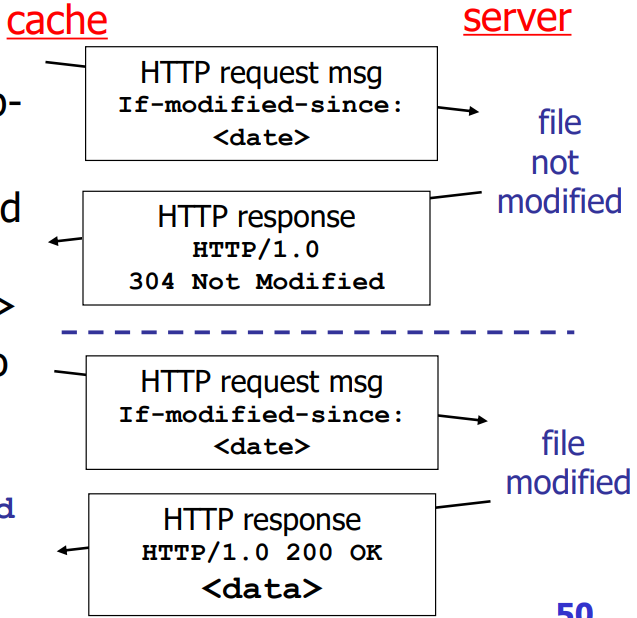 cache
server
HTTP request msg
If-modified-since:
<date>
file
not
modified
HTTP response
HTTP/1.0
304 Not Modified
d
>
HTTP request msg
If-modified-since:
<date>
file
modified
d
HTTP response
HTTP/1.0 200 OK
<data>
50